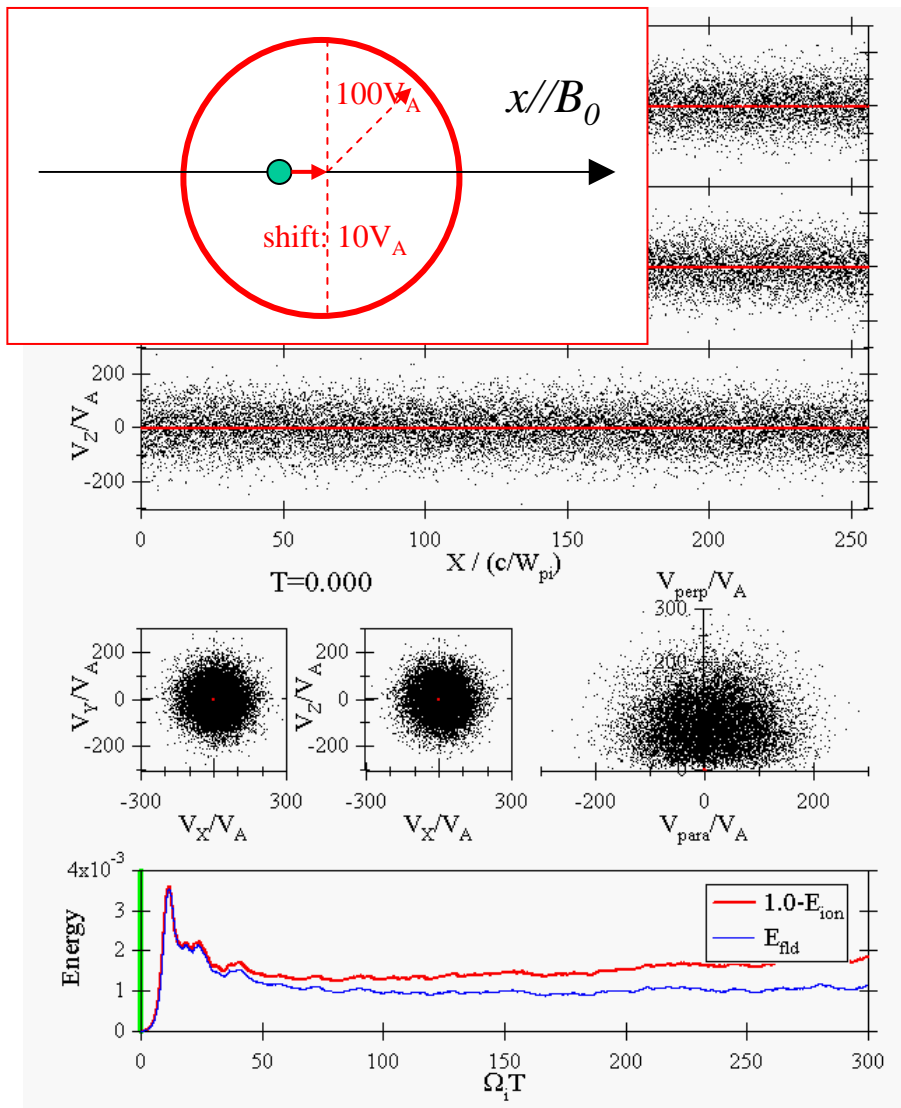 100V_A
x//B_0
shift: 10V_A
V_Z/V_A
200
0
-200
0
50
100
150
200
250
X / (c/W_pi)
T=0.000
V_Y/V_A
200
0
-200
-300
300
V_X/V_A
V_Z/V_A
200
0
-200
-300
300
V_X/V_A
V_perp/V_A
300
200
0
-200
0
200
V_para/V_A
Energy
4x10^-3
3
2
1
0
1.0-E_ion
E_fld
0
50
100
150
200
250
300
Ω_iT